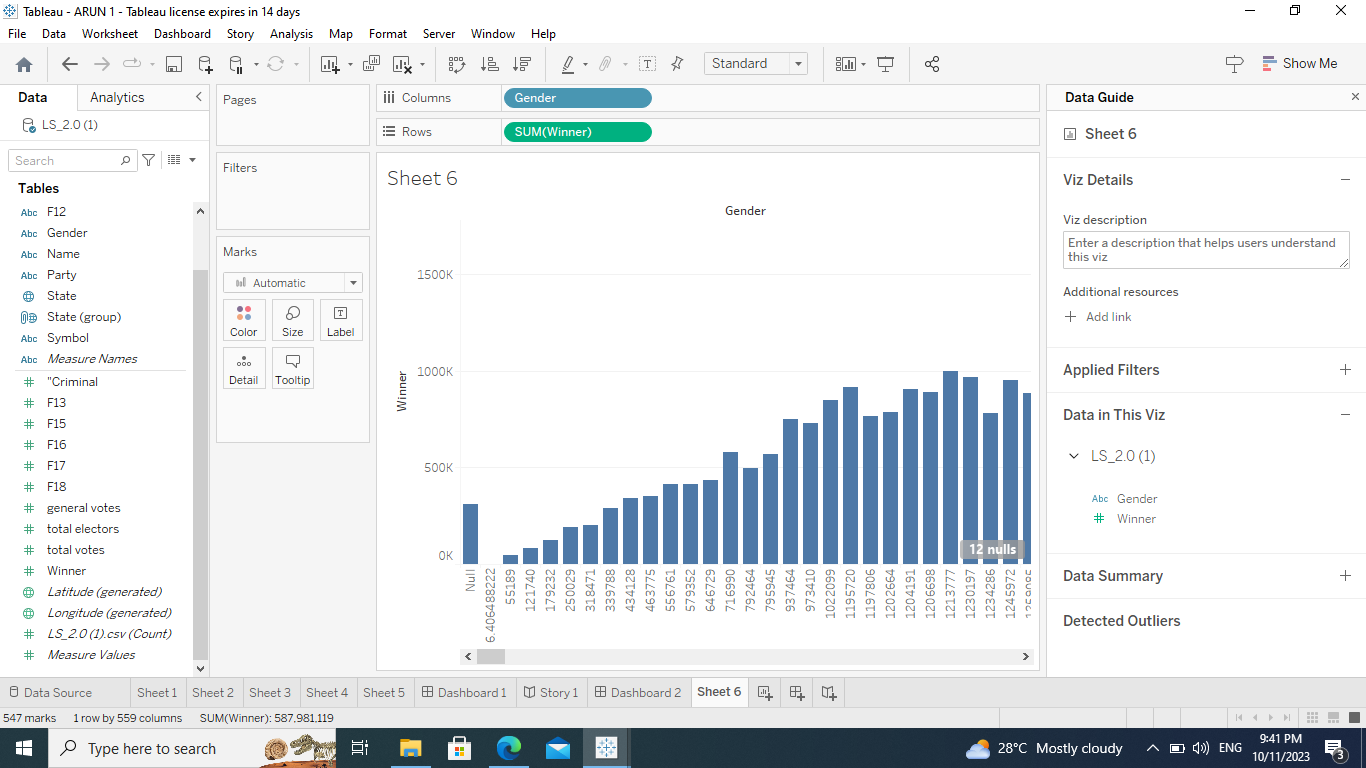 Tableau - ARUN 1 - Tableau license expires in 14 days
File Data Worksheet Dashboard Story Analysis Map Format Server Window Help
Standard
Show Me
Data Analytics
LS_2.0 (1)
Search
Tables
Abc F12
Abc Gender
Abc Name
Abc Party
State
State (group)
Abc Symbol
Abc Measure Names
"Criminal
F13
F15
F16
F17
F18
general votes
total electors
total votes
Winner
Latitude (generated)
Longitude (generated)
LS_2.0 (1).csv (Count)
Measure Values
Pages
Filters
Marks
Automatic
Color Size Label
Detail Tooltip
Columns Gender
Rows SUM(Winner)
Sheet 6
Gender
Winner
1500K
1000K
500K
0K
12 nulls
Null
6.406488222
55189
121740
179232
250029
318471
339788
434128
463775
556761
579352
646729
716990
792464
795945
937464
973410
1022099
1195720
1197806
1202664
1204191
1206698
1213777
1230197
1234286
1245972
Data Guide
Sheet 6
Viz Details
Viz description
Enter a description that helps users understand
this viz
Additional resources
Add link
Applied Filters
Data in This Viz
LS_2.0 (1)
Abc Gender
Winner
Data Summary
Detected Outliers
Data Source Sheet 1 Sheet 2 Sheet 3 Sheet 4 Sheet 5 Dashboard 1 Story 1 Dashboard 2 Sheet 6
547 marks 1 row by 559 columns SUM(Winner): 587,981,119
Type here to search
28°C Mostly cloudy
ENG
9:41 PM
10/11/2023
3